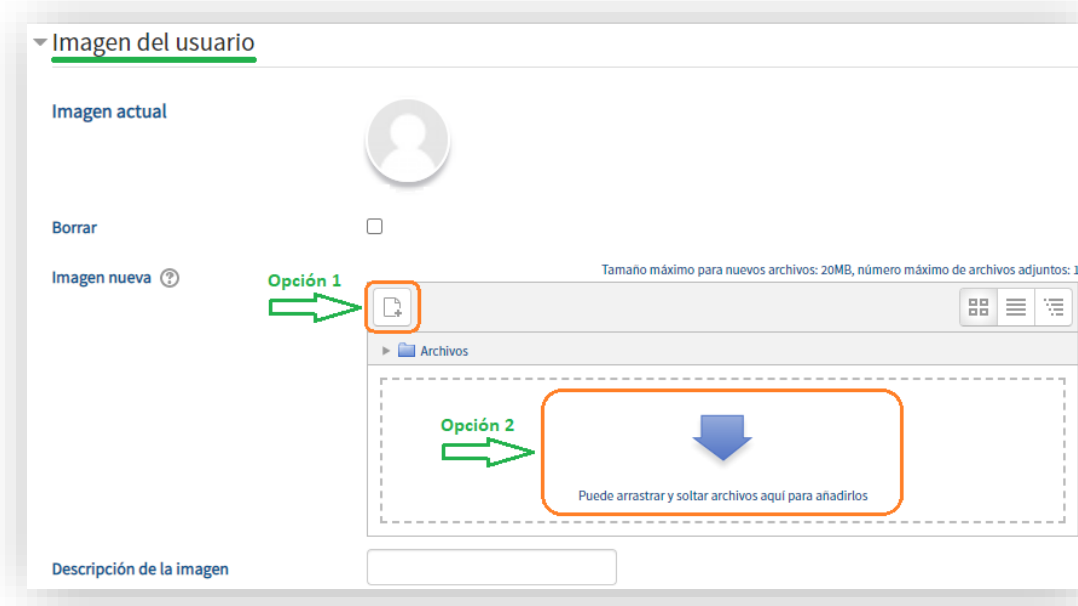 Imagen del usuario
Imagen actual
Borrar
Imagen nueva
Tamaño máximo para nuevos archivos: 20MB, número máximo de archivos adjuntos: 1
Opción 1
Archivos
Opción 2
Puede arrastrar y soltar archivos aquí para añadirlos
Descripción de la imagen